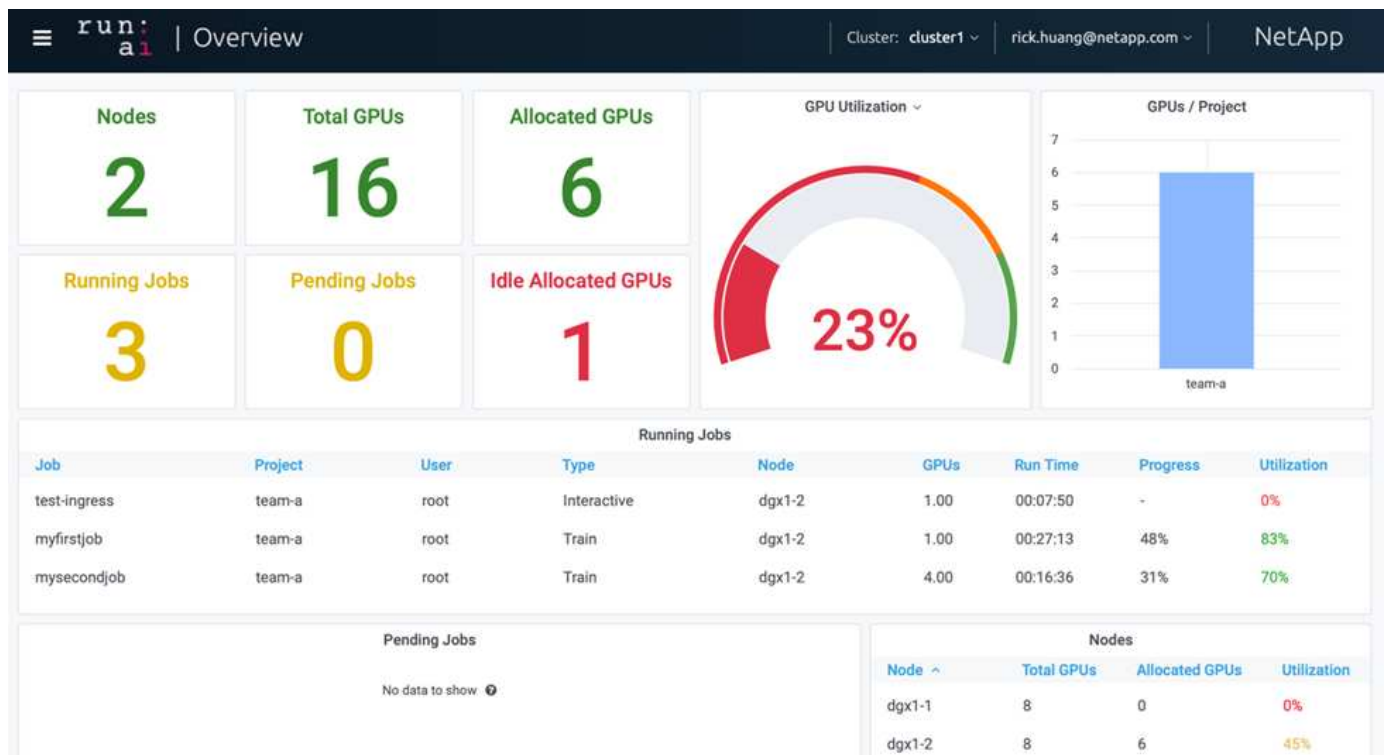 run: ai | Overview
Cluster: cluster1
rick.huang@netapp.com
NetApp
Nodes
2
Total GPUs
16
Allocated GPUs
6
Running Jobs
3
Pending Jobs
0
Idle Allocated GPUs
1
GPU Utilization
23%
GPUs / Project
7
6
5
4
3
2
1
0
team-a
Running Jobs
Job Project User Type Node GPUs Run Time Progress Utilization
test-ingress team-a root Interactive dgx1-2 1.00 00:07:50 - 0%
myfirstjob team-a root Train dgx1-2 1.00 00:27:13 48% 83%
mysecondjob team-a root Train dgx1-2 4.00 00:16:36 31% 70%
Pending Jobs
No data to show
Nodes
Node Total GPUs Allocated GPUs Utilization
dgx1-1 8 0 0%
dgx1-2 8 6 45%